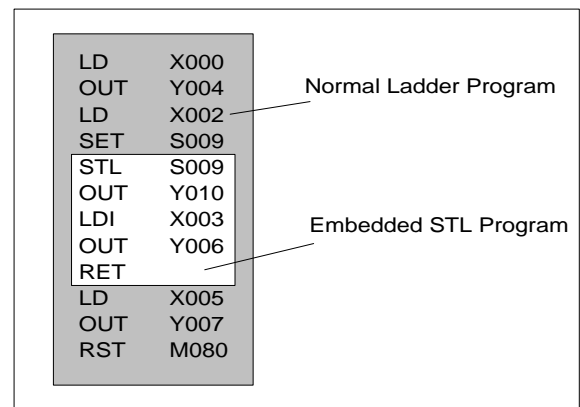 LD X000
OUT Y004
LD X002
SET S009
STL S009
OUT Y010
LDI X003
OUT Y006
RET
LD X005
OUT Y007
RST M080
Normal Ladder Program
Embedded STL Program